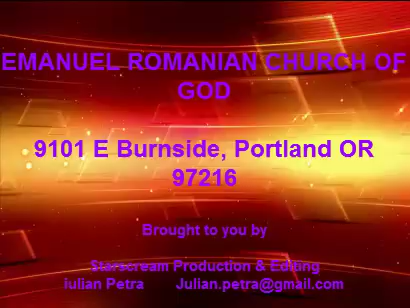 EMANUEL ROMANIAN CHURCH OF
GOD
9101 E Burnside, Portland OR
97216
Brought to you by
Starscream Production & Editing
iulian Petra Julian.petra@gmail.com